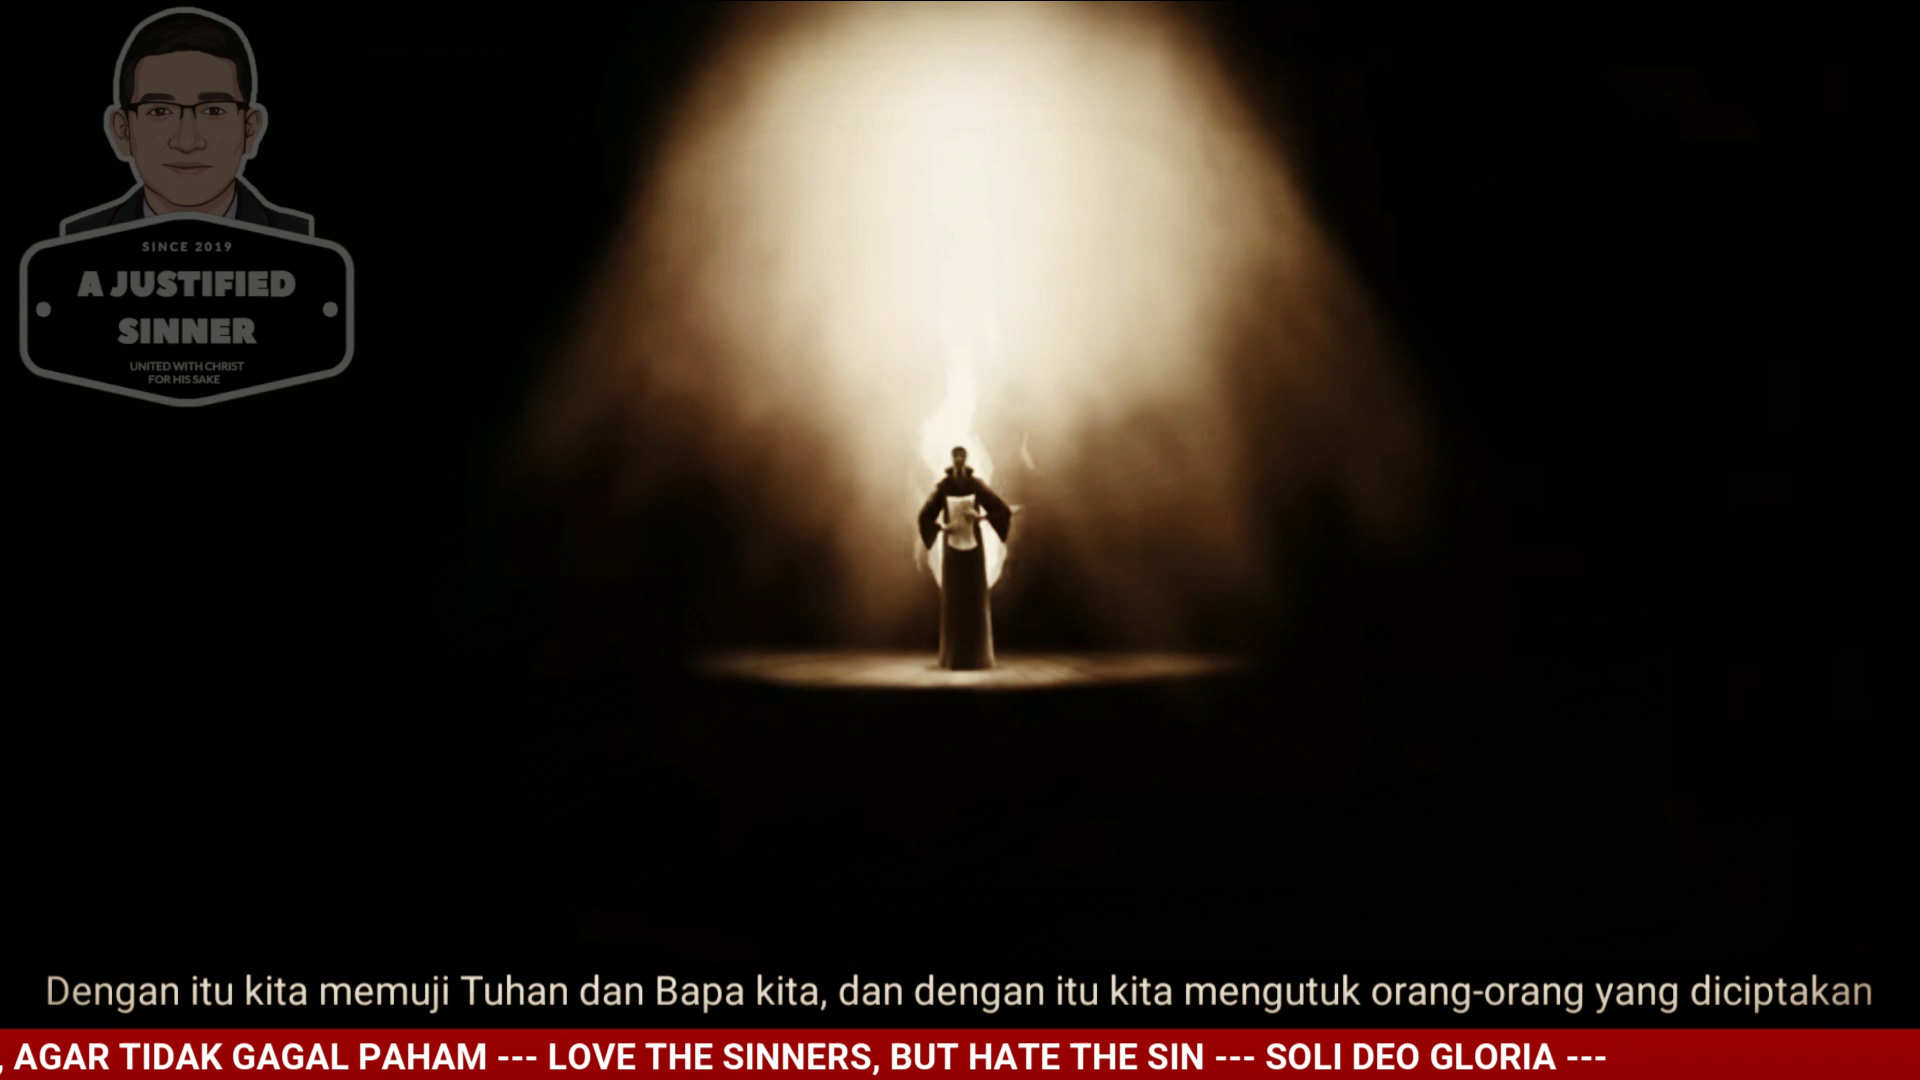 SINCE 2019
A JUSTIFIED
SINNER
UNITED WITH CHRIST
FOR HIS SAKE
Dengan itu kita memuji Tuhan dan Bapa kita, dan dengan itu kita mengutuk orang-orang yang diciptakan
, AGAR TIDAK GAGAL PAHAM --- LOVE THE SINNERS, BUT HATE THE SIN --- SOLI DEO GLORIA ---